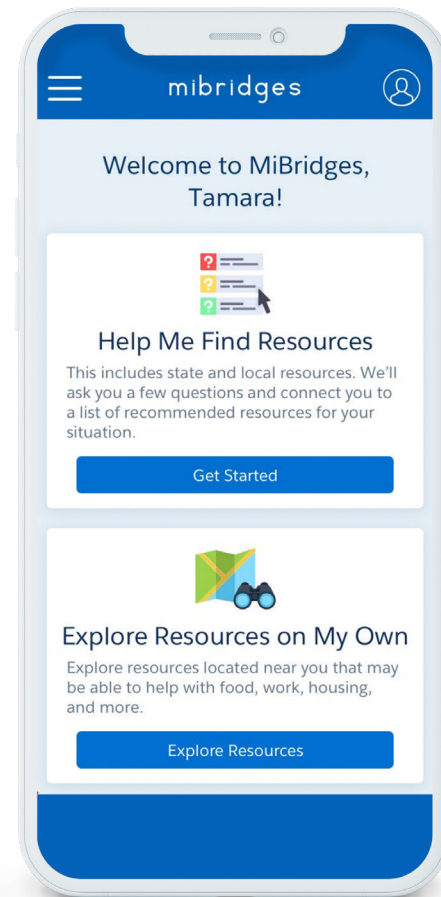 mibridges
Welcome to MiBridges,
Tamara!
?
?
?
Help Me Find Resources
This includes state and local resources. We'll
ask you a few questions and connect you to
a list of recommended resources for your
situation.
Get Started
Explore Resources on My Own
Explore resources located near you that may
be able to help with food, work, housing,
and more.
Explore Resources